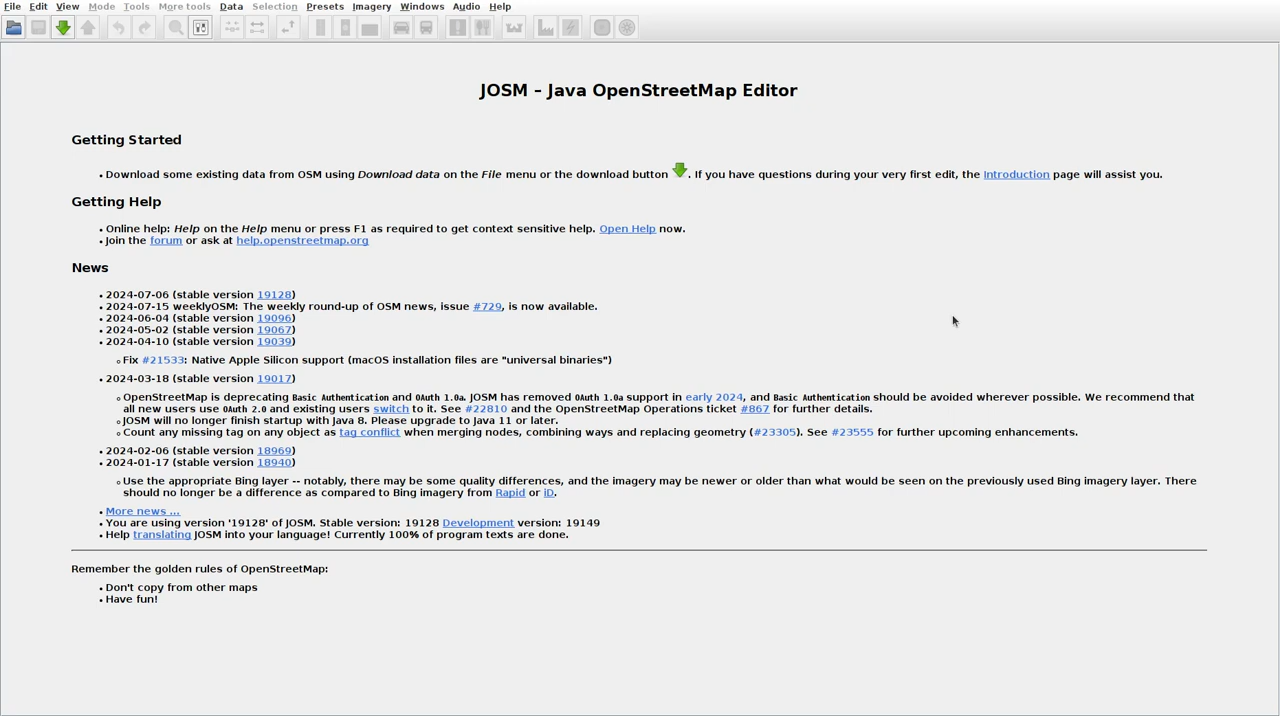 File Edit View Mode Tools More tools Data Selection Presets Imagery Windows Audio Help
JOSM – Java OpenStreetMap Editor
Getting Started
Download some existing data from OSM using Download data on the File menu or the download button . If you have questions during your very first edit, the Introduction page will assist you.
Getting Help
Online help: Help on the Help menu or press F1 as required to get context sensitive help. Open Help now.
Join the forum or ask at help.openstreetmap.org
News
2024-07-06 (stable version 19128)
2024-07-15 weeklyOSM: The weekly round-up of OSM news, issue #729, is now available.
2024-06-04 (stable version 19096)
2024-05-02 (stable version 19067)
2024-04-10 (stable version 19039)
Fix #21533: Native Apple Silicon support (macOS installation files are "universal binaries")
2024-03-18 (stable version 19017)
OpenStreetMap is deprecating Basic Authentication and OAuth 1.0a. JOSM has removed OAuth 1.0a support in early 2024, and Basic Authentication should be avoided wherever possible. We recommend that
all new users use OAuth 2.0 and existing users switch to it. See #22810 and the OpenStreetMap Operations ticket #867 for further details.
JOSM will no longer finish startup with Java 8. Please upgrade to Java 11 or later.
Count any missing tag on any object as tag conflict when merging nodes, combining ways and replacing geometry (#23305). See #23555 for further upcoming enhancements.
2024-02-06 (stable version 18969)
2024-01-17 (stable version 18940)
Use the appropriate Bing layer -- notably, there may be some quality differences, and the imagery may be newer or older than what would be seen on the previously used Bing imagery layer. There
should no longer be a difference as compared to Bing imagery from Rapid or iD.
More news ...
You are using version '19128' of JOSM. Stable version: 19128 Development version: 19149
Help translating JOSM into your language! Currently 100% of program texts are done.
Remember the golden rules of OpenStreetMap:
Don't copy from other maps
Have fun!